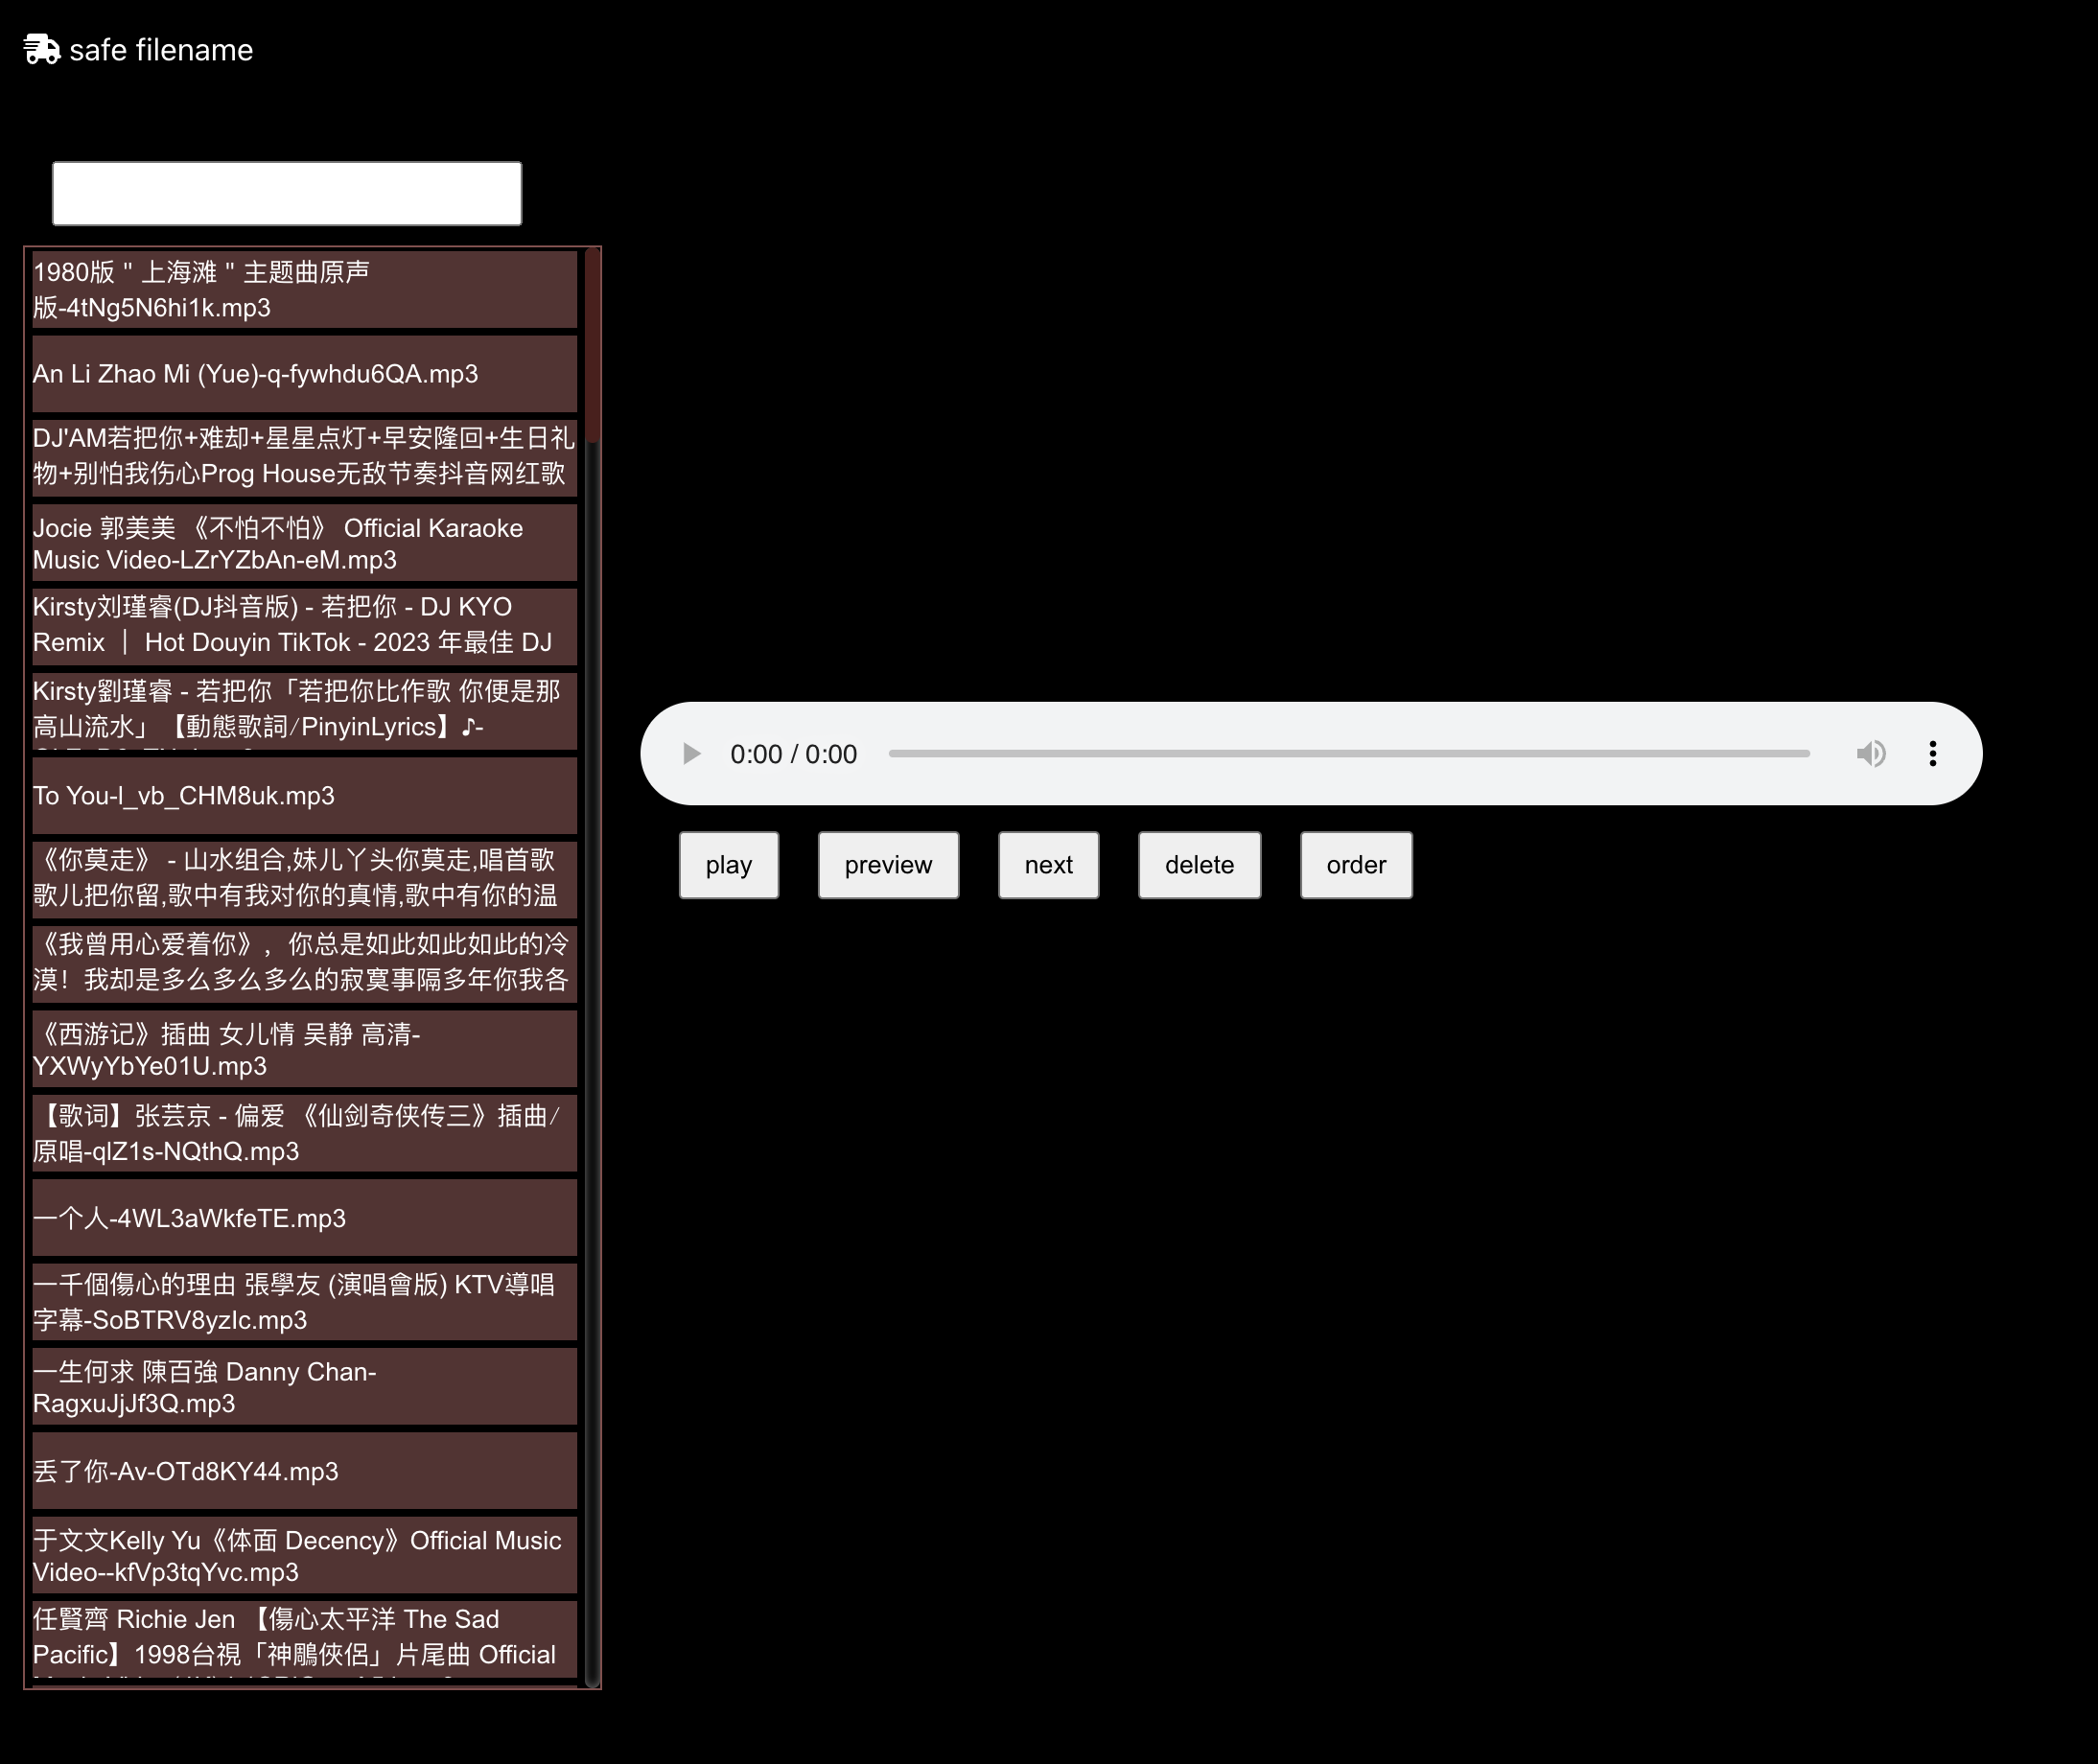 safe filename
1980版 " 上海滩 " 主题曲原声
版-4tNg5N6hi1k.mp3
An Li Zhao Mi (Yue)-q-fywhdu6QA.mp3
DJ'AM若把你+难却+星星点灯+早安隆回+生日礼
物+别怕我伤心Prog House无敌节奏抖音网红歌
Jocie 郭美美 《不怕不怕》 Official Karaoke
Music Video-LZrYZbAn-eM.mp3
Kirsty刘瑾睿(DJ抖音版) - 若把你 - DJ KYO
Remix ｜ Hot Douyin TikTok - 2023 年最佳 DJ
Kirsty劉瑾睿 - 若把你「若把你比作歌 你便是那
高山流水」【動態歌詞/PinyinLyrics】♪-
To You-l_vb_CHM8uk.mp3
《你莫走》 - 山水组合,妹儿丫头你莫走,唱首歌
歌儿把你留,歌中有我对你的真情,歌中有你的温
《我曾用心爱着你》，你总是如此如此如此的冷
漠！我却是多么多么多么的寂寞事隔多年你我各
《西游记》插曲 女儿情 吴静 高清-
YXWyYbYe01U.mp3
【歌词】张芸京 - 偏爱 《仙剑奇侠传三》插曲/
原唱-qlZ1s-NQthQ.mp3
一个人-4WL3aWkfeTE.mp3
一千個傷心的理由 張學友 (演唱會版) KTV導唱
字幕-SoBTRV8yzIc.mp3
一生何求 陳百強 Danny Chan-
RagxuJjJf3Q.mp3
丢了你-Av-OTd8KY44.mp3
于文文Kelly Yu《体面 Decency》Official Music
Video--kfVp3tqYvc.mp3
任賢齊 Richie Jen 【傷心太平洋 The Sad
Pacific】1998台視「神鵰俠侶」片尾曲 Official
0:00 / 0:00
play
preview
next
delete
order